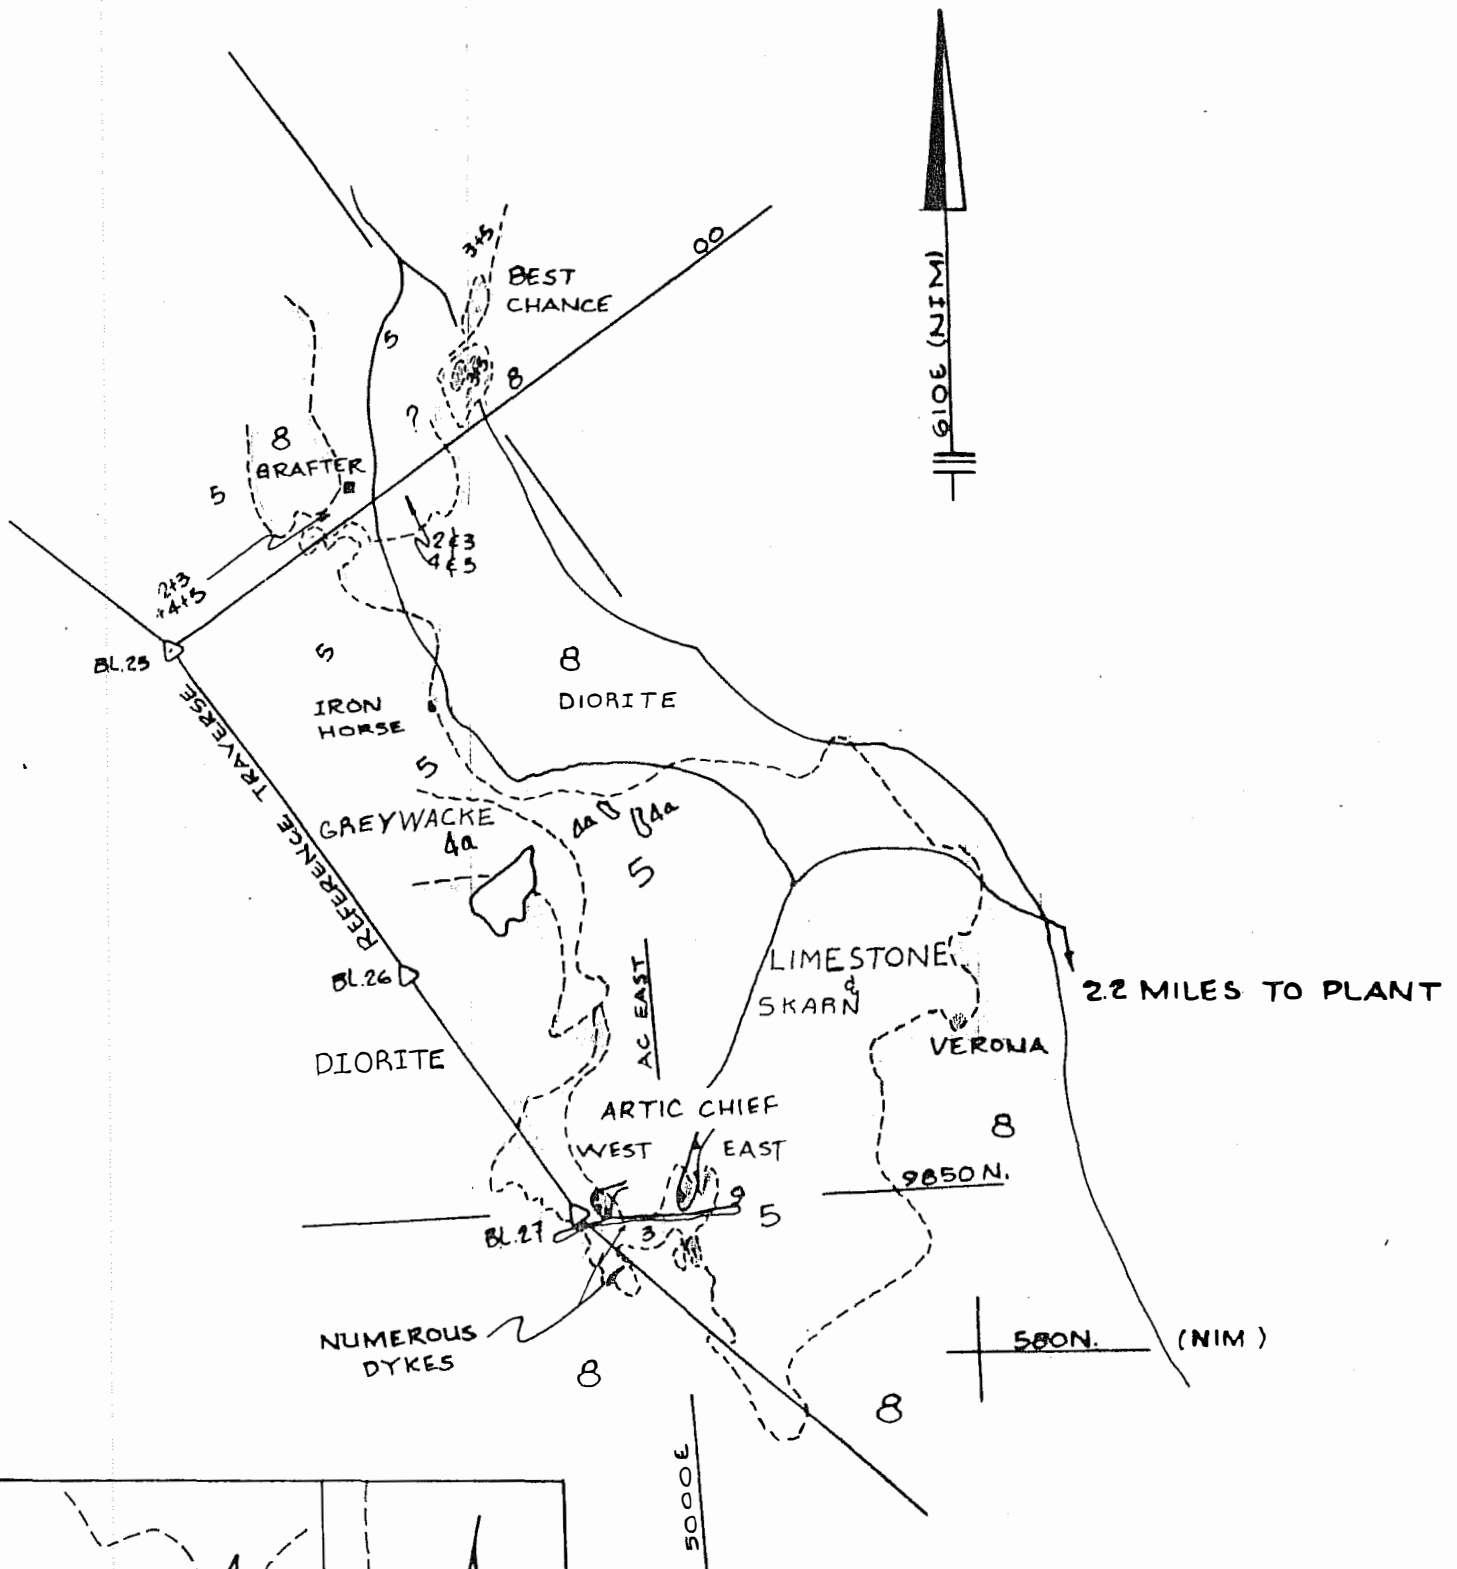 3+5
BEST
CHANCE
00
610E (NIM)
5
3+5
8
?
8
GRAFTER
5
2&3
4&5
2+3
+4+5
BL.25
5
8
DIORITE
IRON
HORSE
REFERENCE TRAVERSE
5
GREYWACKE
4a
4a
4a
5
BL.26
AC EAST
LIMESTONE
&
SKARN
2.2 MILES TO PLANT
VERONA
DIORITE
ARTIC CHIEF
WEST
EAST
8
9850N.
5
3
BL.27
NUMEROUS
DYKES
580N.
(NIM)
8
8
5000E